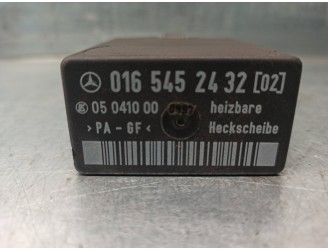 016 545 24 32 [02]
05 0410 00 heizbare
>PA-GF< Heckscheibe